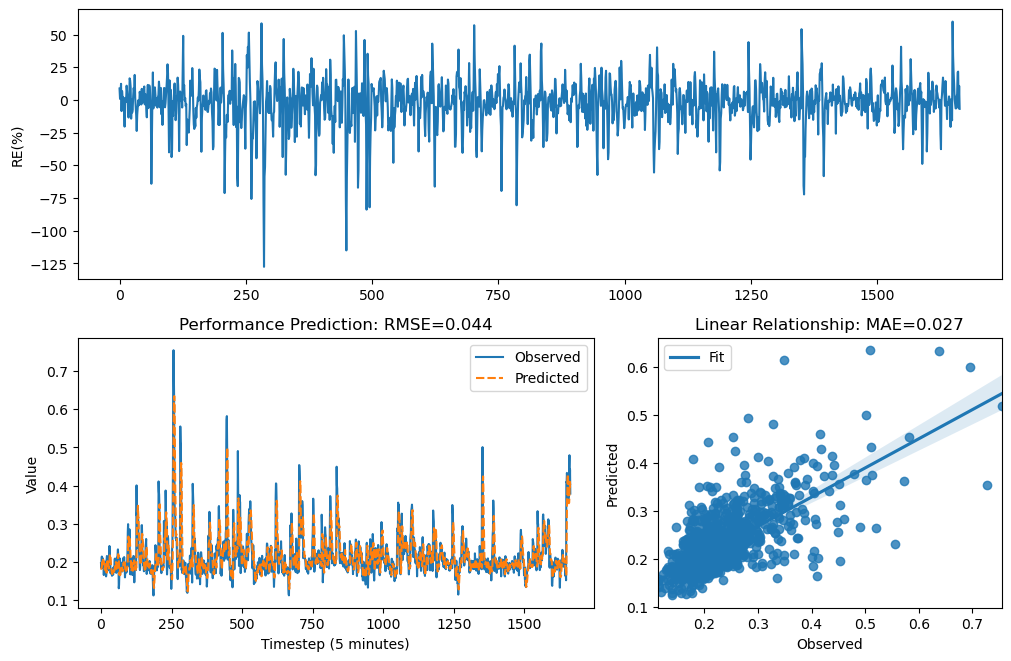 50
25
0
−25
−50
−75
−100
−125
RE(%)
0 250 500 750 1000 1250 1500
Performance Prediction: RMSE=0.044
Observed
Predicted
0.7
0.6
0.5
0.4
0.3
0.2
0.1
Value
0 250 500 750 1000 1250 1500
Timestep (5 minutes)
Linear Relationship: MAE=0.027
Fit
0.6
0.5
0.4
0.3
0.2
0.1
Predicted
0.2 0.3 0.4 0.5 0.6 0.7
Observed